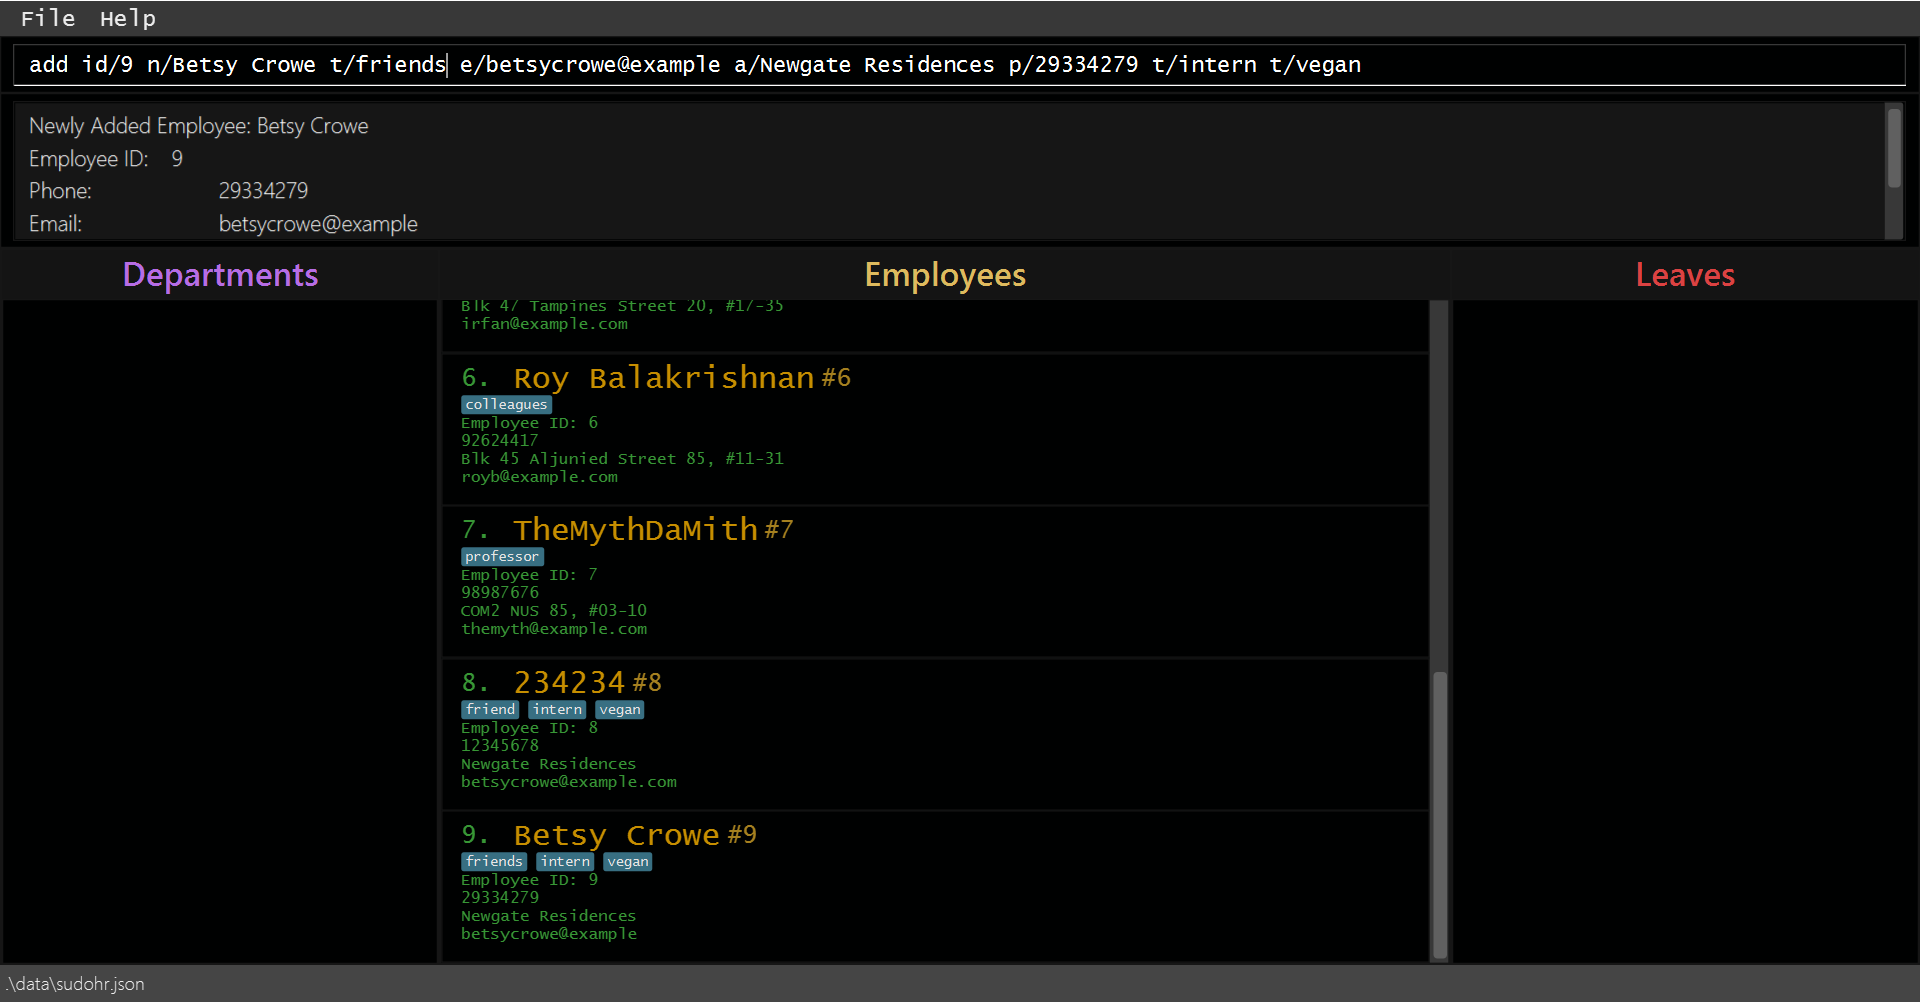 File Help
add id/9 n/Betsy Crowe t/friends e/betsycrowe@example a/Newgate Residences p/29334279 t/intern t/vegan
Newly Added Employee: Betsy Crowe
Employee ID: 9
Phone: 29334279
Email: betsycrowe@example
Departments
Employees
Leaves
Blk 47 Tampines Street 20, #17-35
irfan@example.com
6. Roy Balakrishnan #6
colleagues
Employee ID: 6
92624417
Blk 45 Aljunied Street 85, #11-31
royb@example.com
7. TheMythDaMith #7
professor
Employee ID: 7
98987676
COM2 NUS 85, #03-10
themyth@example.com
8. 234234 #8
friend intern vegan
Employee ID: 8
12345678
Newgate Residences
betsycrowe@example.com
9. Betsy Crowe #9
friends intern vegan
Employee ID: 9
29334279
Newgate Residences
betsycrowe@example
.\data\sudohr.json